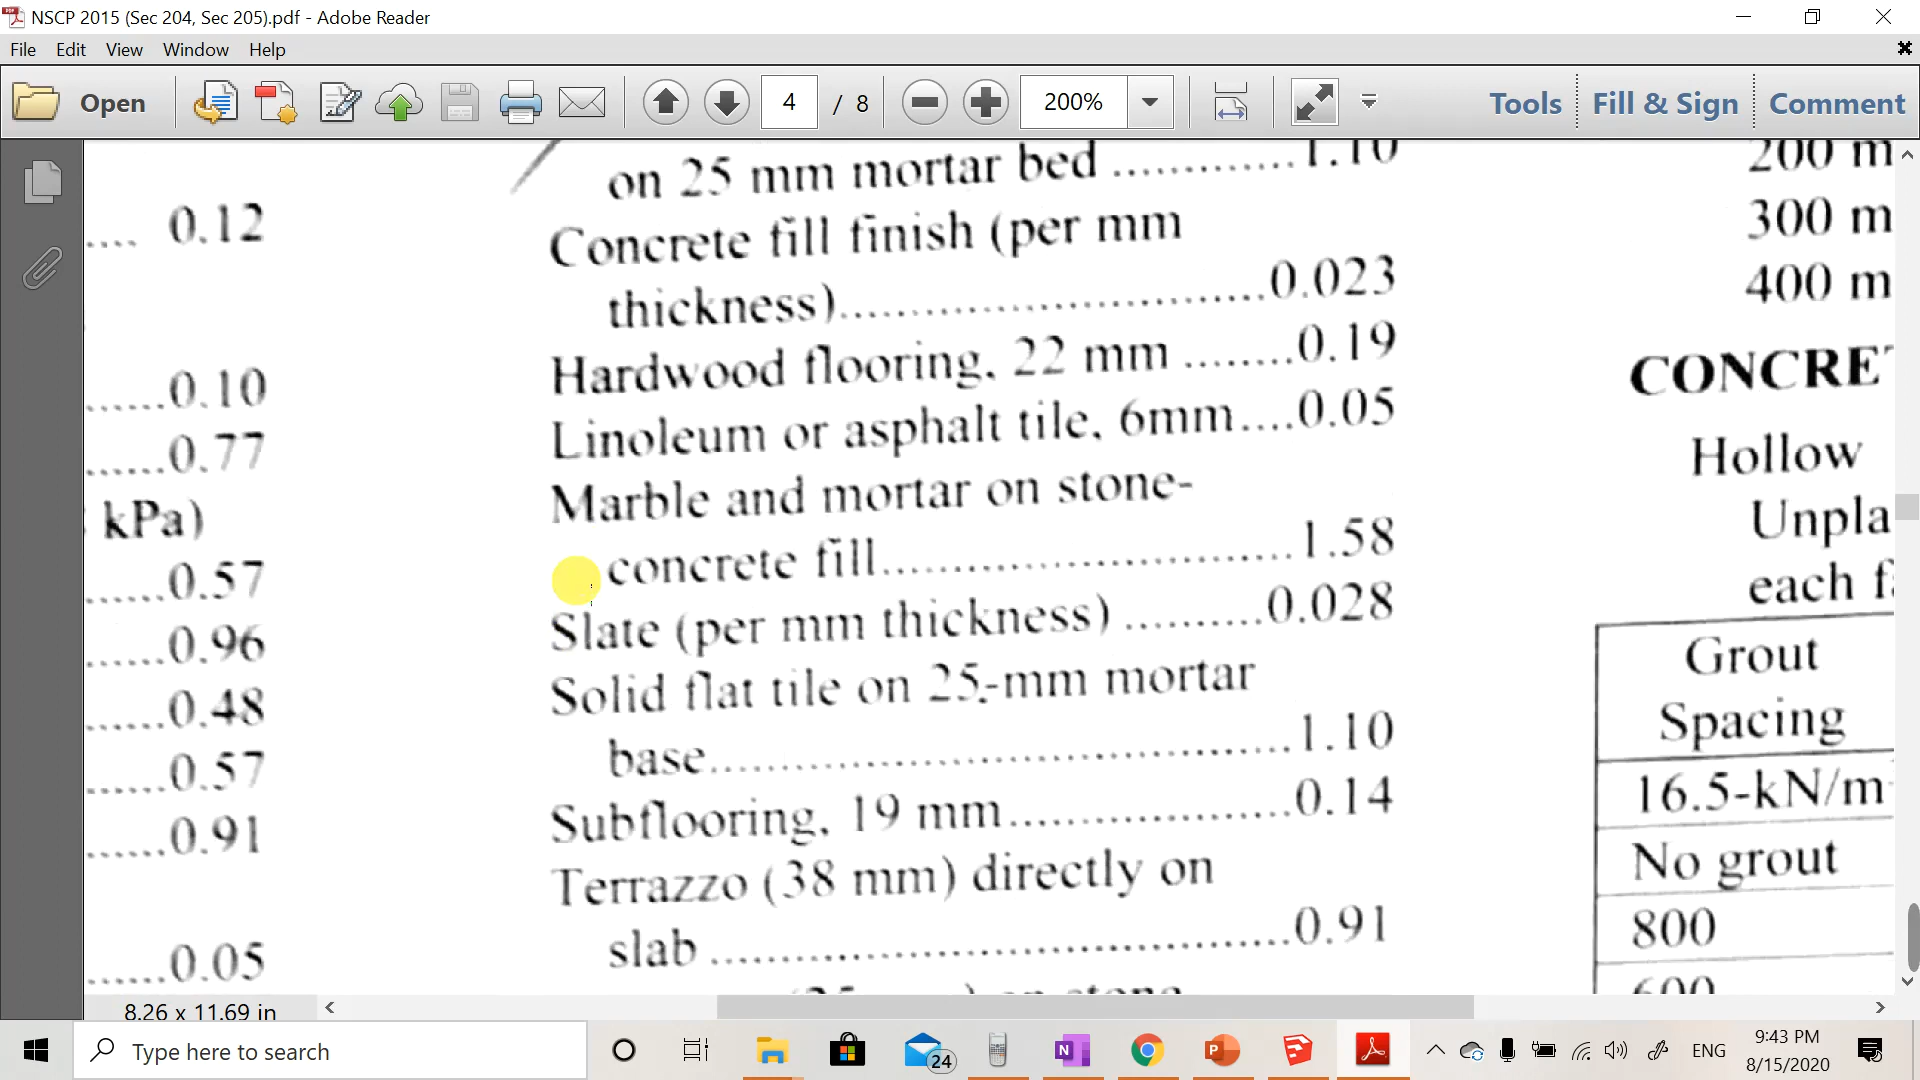 NSCP 2015 (Sec 204, Sec 205).pdf - Adobe Reader
File Edit View Window Help
Open 4 / 8 200% Tools Fill & Sign Comment
.... 0.12
......0.10
......0.77
kPa)
......0.57
......0.96
......0.48
......0.57
......0.91
......0.05
on 25 mm mortar bed .............1.10
Concrete fill finish (per mm
thickness)..............................0.023
Hardwood flooring, 22 mm ........0.19
Linoleum or asphalt tile, 6mm....0.05
Marble and mortar on stone-
concrete fill.............................1.58
Slate (per mm thickness) ..........0.028
Solid flat tile on 25-mm mortar
base.........................................1.10
Subflooring, 19 mm....................0.14
Terrazzo (38 mm) directly on
slab .........................................0.91
200 m
300 m
400 m
CONCRE
Hollow
Unpla
each f
Grout
Spacing
16.5-kN/m
No grout
800
600
8.26 x 11.69 in
Type here to search
24
N
P
ENG
9:43 PM
8/15/2020